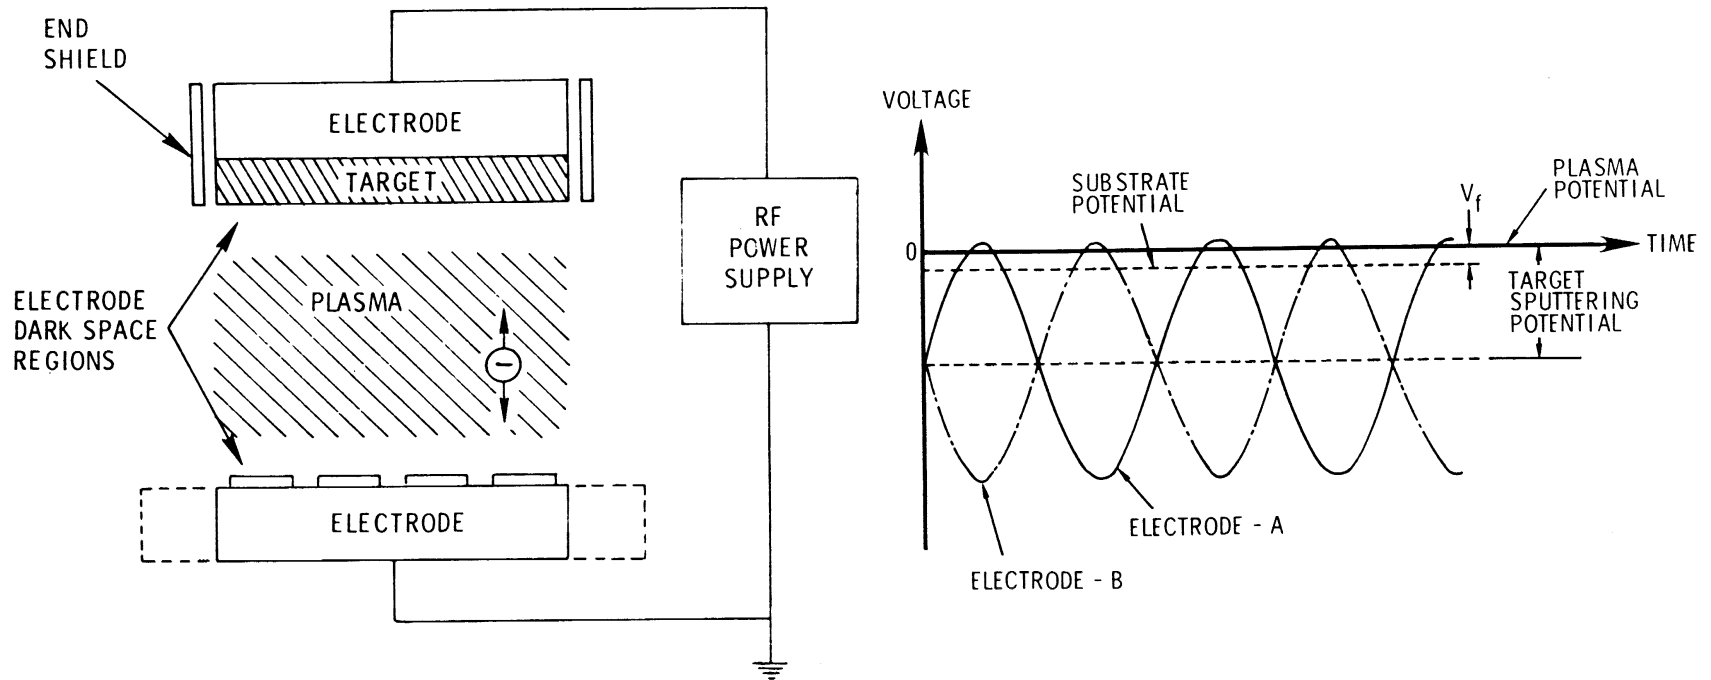 END
SHIELD
ELECTRODE
TARGET
PLASMA
ELECTRODE
DARK SPACE
REGIONS
−
ELECTRODE
RF
POWER
SUPPLY
VOLTAGE
SUBSTRATE
POTENTIAL
V_f
PLASMA
POTENTIAL
0
TIME
TARGET
SPUTTERING
POTENTIAL
ELECTRODE - A
ELECTRODE - B